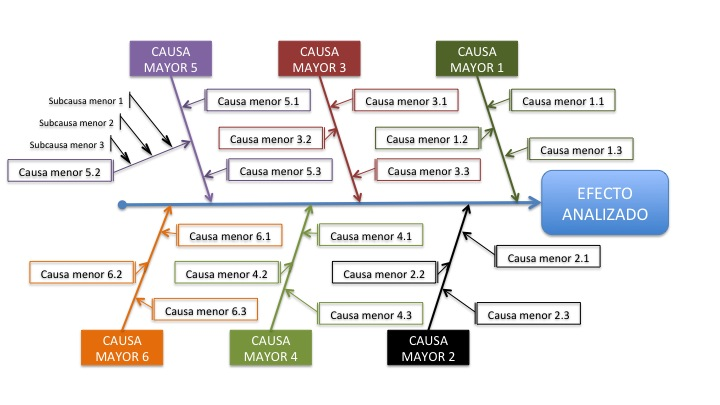 CAUSA
MAYOR 5
CAUSA
MAYOR 3
CAUSA
MAYOR 1
Subcausa menor 1
Subcausa menor 2
Subcausa menor 3
Causa menor 5.1
Causa menor 5.2
Causa menor 5.3
Causa menor 3.1
Causa menor 3.2
Causa menor 3.3
Causa menor 1.1
Causa menor 1.2
Causa menor 1.3
EFECTO
ANALIZADO
Causa menor 6.1
Causa menor 6.2
Causa menor 6.3
Causa menor 4.1
Causa menor 4.2
Causa menor 4.3
Causa menor 2.1
Causa menor 2.2
Causa menor 2.3
CAUSA
MAYOR 6
CAUSA
MAYOR 4
CAUSA
MAYOR 2